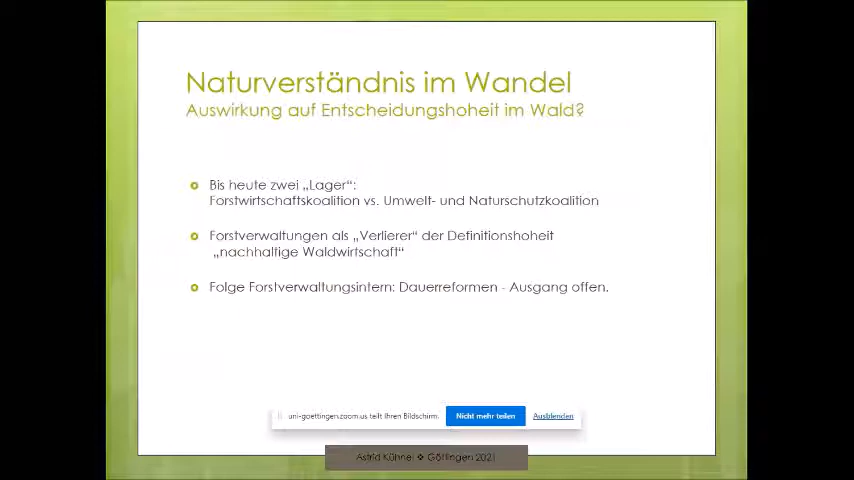 Naturverständnis im Wandel
Auswirkung auf Entscheidungshoheit im Wald?
Bis heute zwei „Lager“:
Forstwirtschaftskoalition vs. Umwelt- und Naturschutzkoalition
Forstverwaltungen als „Verlierer“ der Definitionshoheit
„nachhaltige Waldwirtschaft“
Folge Forstverwaltungsintern: Dauerreformen - Ausgang offen.
uni-goettingen.zoom.us teilt Ihren Bildschirm. Nicht mehr teilen Ausblenden
Astrid Kühnel ❖ Göttingen 2021